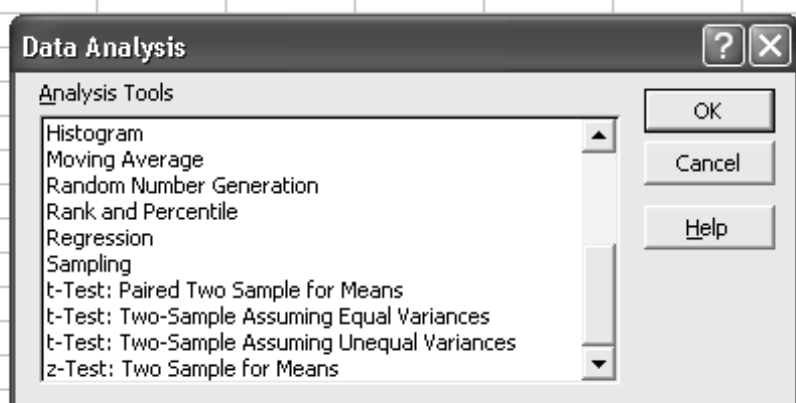 Data Analysis
Analysis Tools
Histogram
Moving Average
Random Number Generation
Rank and Percentile
Regression
Sampling
t-Test: Paired Two Sample for Means
t-Test: Two-Sample Assuming Equal Variances
t-Test: Two-Sample Assuming Unequal Variances
z-Test: Two Sample for Means
OK
Cancel
Help